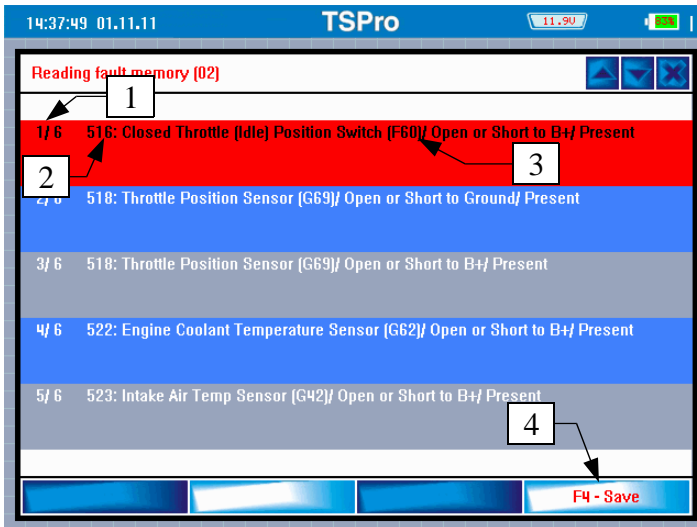 14:37:49 01.11.11 TSPro 11.9V 83%
Reading fault memory (02)
1
1/ 6 516: Closed Throttle (Idle) Position Switch (F60)/ Open or Short to B+/ Present
2
3
518: Throttle Position Sensor (G69)/ Open or Short to Ground/ Present
3/ 6 518: Throttle Position Sensor (G69)/ Open or Short to B+/ Present
4/ 6 522: Engine Coolant Temperature Sensor (G62)/ Open or Short to B+/ Present
5/ 6 523: Intake Air Temp Sensor (G42)/ Open or Short to B+/ Present
4
F4 - Save